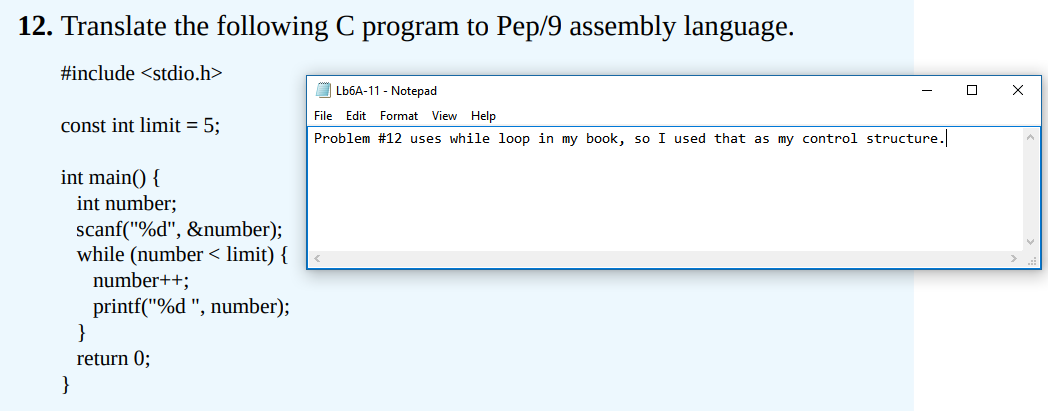 12. Translate the following C program to Pep/9 assembly language.
#include <stdio.h>
const int limit = 5;
int main() {
int number;
scanf("%d", &number);
while (number < limit) {
number++;
printf("%d ", number);
}
return 0;
}
Lb6A-11 - Notepad
File Edit Format View Help
Problem #12 uses while loop in my book, so I used that as my control structure.